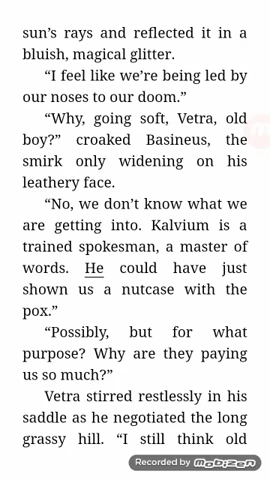 sun's rays and reflected it in a
bluish, magical glitter.
“I feel like we're being led by
our noses to our doom.”
“Why, going soft, Vetra, old
boy?” croaked Basineus, the
smirk only widening on his
leathery face.
“No, we don't know what we
are getting into. Kalvium is a
trained spokesman, a master of
words. He could have just
shown us a nutcase with the
pox.”
“Possibly, but for what
purpose? Why are they paying
us so much?”
Vetra stirred restlessly in his
saddle as he negotiated the long
grassy hill. “I still think old
Recorded by Mobizen